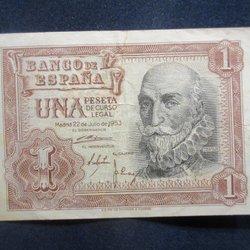 BANCO DE
ESPAÑA
1
UNA PESETA
DE CURSO
LEGAL
Madrid 22 de Julio de 1953
EL GOBERNADOR
1